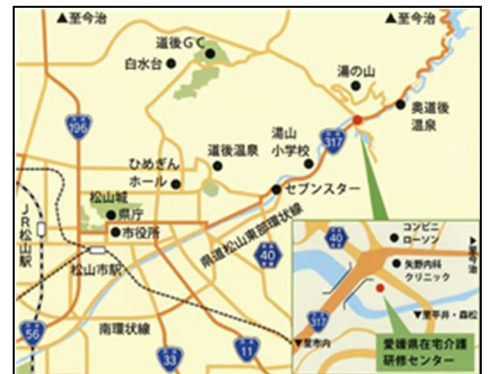 ▲至今治
▲至今治
道後GC
白水台
湯の山
奥道後
温泉
196
317
湯山
小学校
道後温泉
ひめぎん
ホール
セブンスター
松山城
県庁
市役所
JR松山駅
松山市駅
県道松山東部環状線
40
南環状線
56
33
11
40
コンビニ
ローソン
▲至今治
矢野内科
クリニック
317
▼至平井・森松
▼至市内
愛媛県在宅介護
研修センター